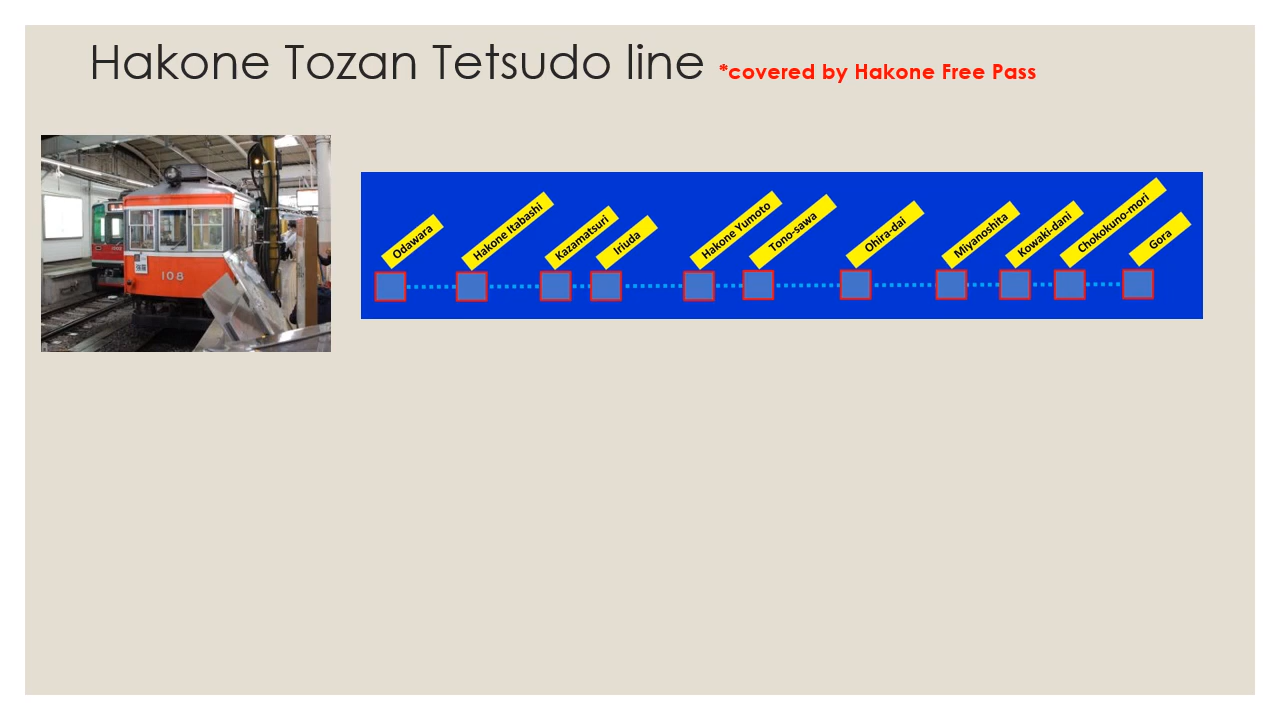 Hakone Tozan Tetsudo line *covered by Hakone Free Pass
108
Odawara
Hakone Itabashi
Kazamatsuri
Iriuda
Hakone Yumoto
Tono-sawa
Ohira-dai
Miyanoshita
Kowaki-dani
Chokokuno-mori
Gora